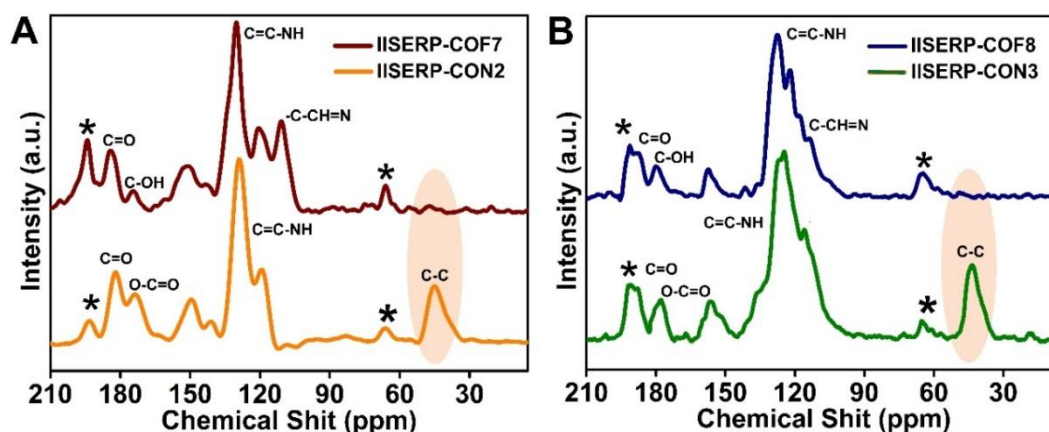 A
C=C-NH
IISERP-COF7
IISERP-CON2
-C-CH=N
*
C=O
C-OH
*
C=C-NH
C=O
O-C=O
*
*
C-C
Intensity (a.u.)
210 180 150 120 90 60 30
Chemical Shit (ppm)
B
C=C-NH
IISERP-COF8
IISERP-CON3
*
C=O
C-OH
C-CH=N
*
C=C-NH
*
C=O
O-C=O
*
C-C
Intensity (a.u.)
210 180 150 120 90 60 30
Chemical Shit (ppm)